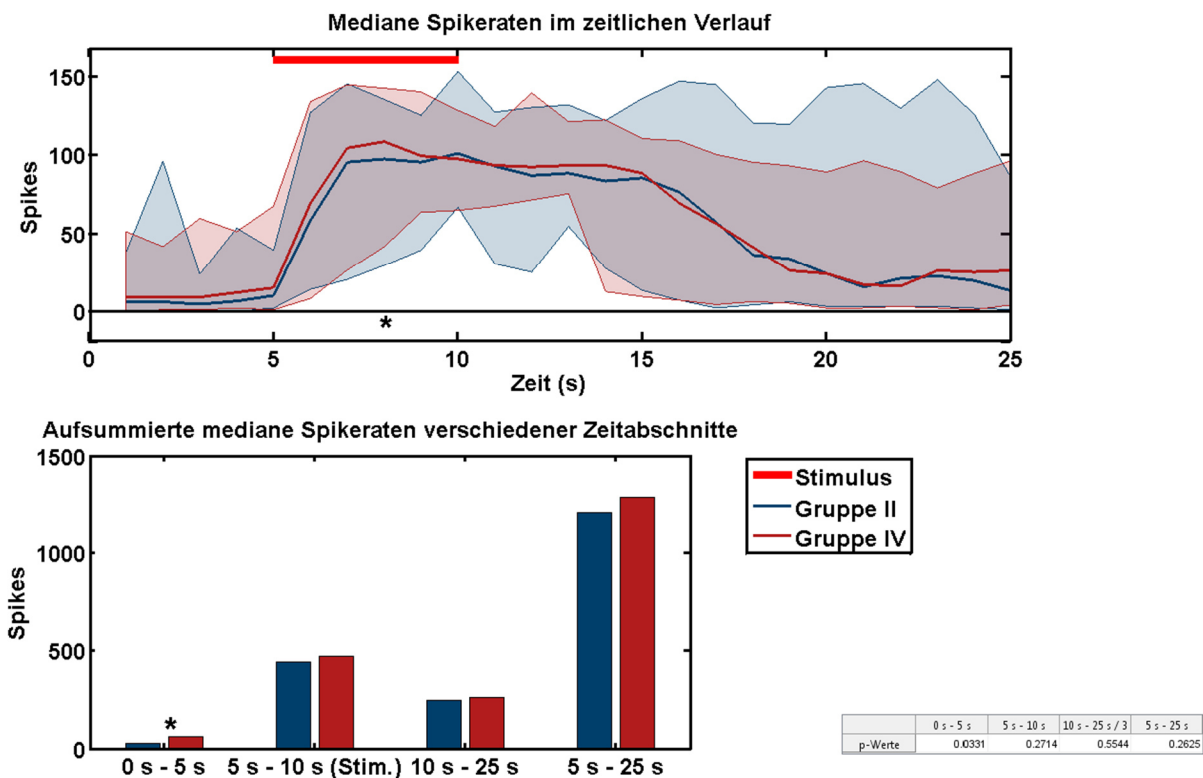 Mediane Spikeraten im zeitlichen Verlauf
150
100
50
0
Spikes
*
0 5 10 15 20 25
Zeit (s)
Aufsummierte mediane Spikeraten verschiedener Zeitabschnitte
1500
1000
500
0
Spikes
*
0 s - 5 s 5 s - 10 s (Stim.) 10 s - 25 s 5 s - 25 s
Stimulus
Gruppe II
Gruppe IV
0 s - 5 s 5 s - 10 s 10 s - 25 s / 3 5 s - 25 s
p-Werte 0.0331 0.2714 0.5544 0.2625